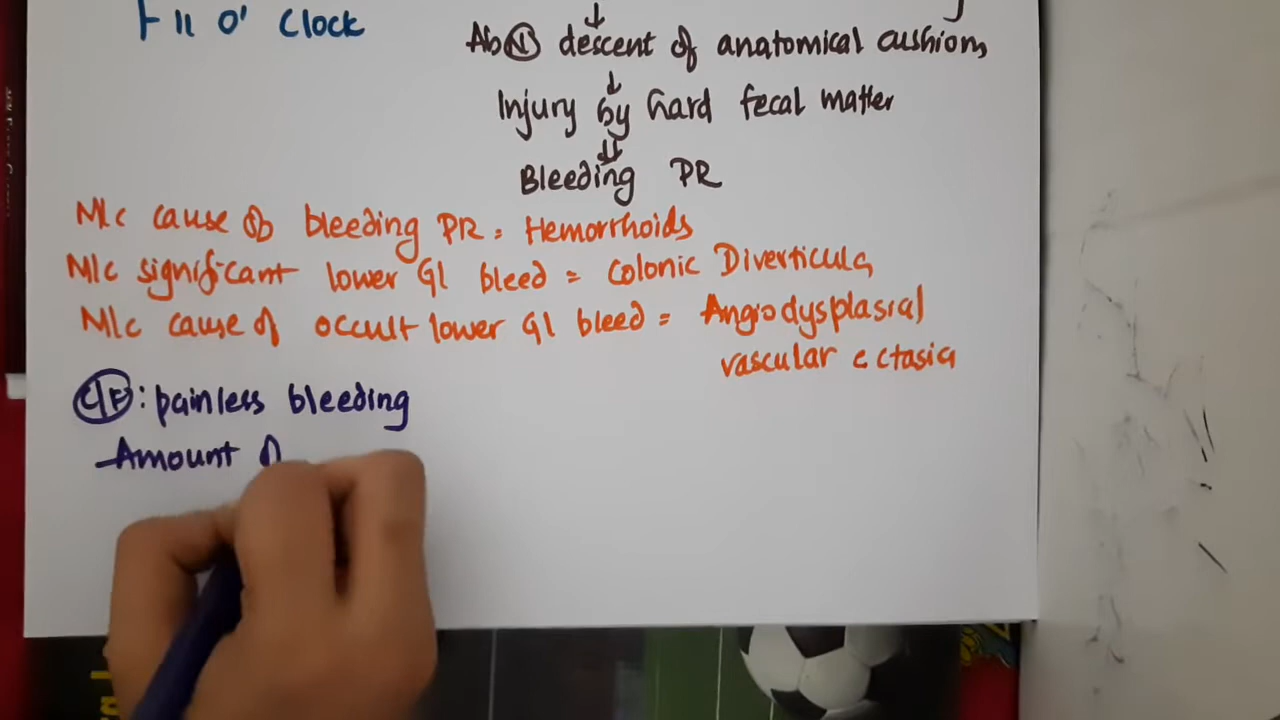 11 O' Clock
Ab(N) descent of anatomical cushions
Injury by hard fecal matter
Bleeding PR
M/c cause of bleeding PR = Hemorrhoids
M/c significant lower GI bleed = Colonic Diverticula
M/c cause of occult lower GI bleed = Angiodysplasia/
vascular ectasia
C/F: painless bleeding
Amount o